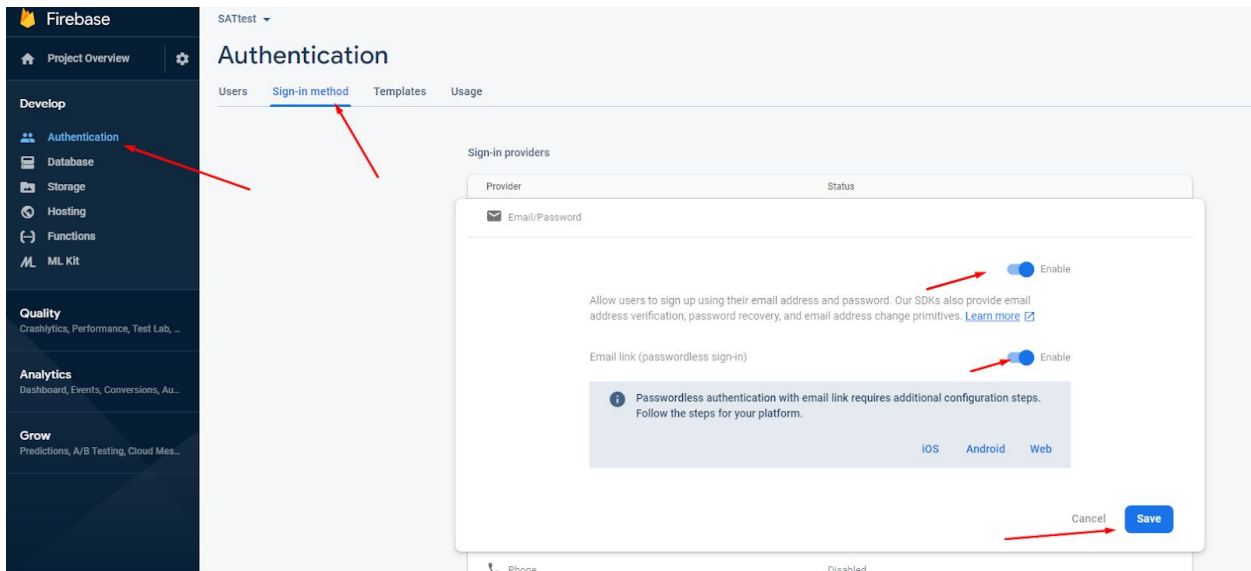 Firebase
Project Overview
Develop
Authentication
Database
Storage
Hosting
Functions
ML Kit
Quality
Crashlytics, Performance, Test Lab, ...
Analytics
Dashboard, Events, Conversions, Au...
Grow
Predictions, A/B Testing, Cloud Mes...
SATtest
Authentication
Users Sign-in method Templates Usage
Sign-in providers
Provider Status
Email/Password
Enable
Allow users to sign up using their email address and password. Our SDKs also provide email
address verification, password recovery, and email address change primitives. Learn more
Email link (passwordless sign-in) Enable
Passwordless authentication with email link requires additional configuration steps.
Follow the steps for your platform.
iOS Android Web
Cancel Save
Phone Disabled